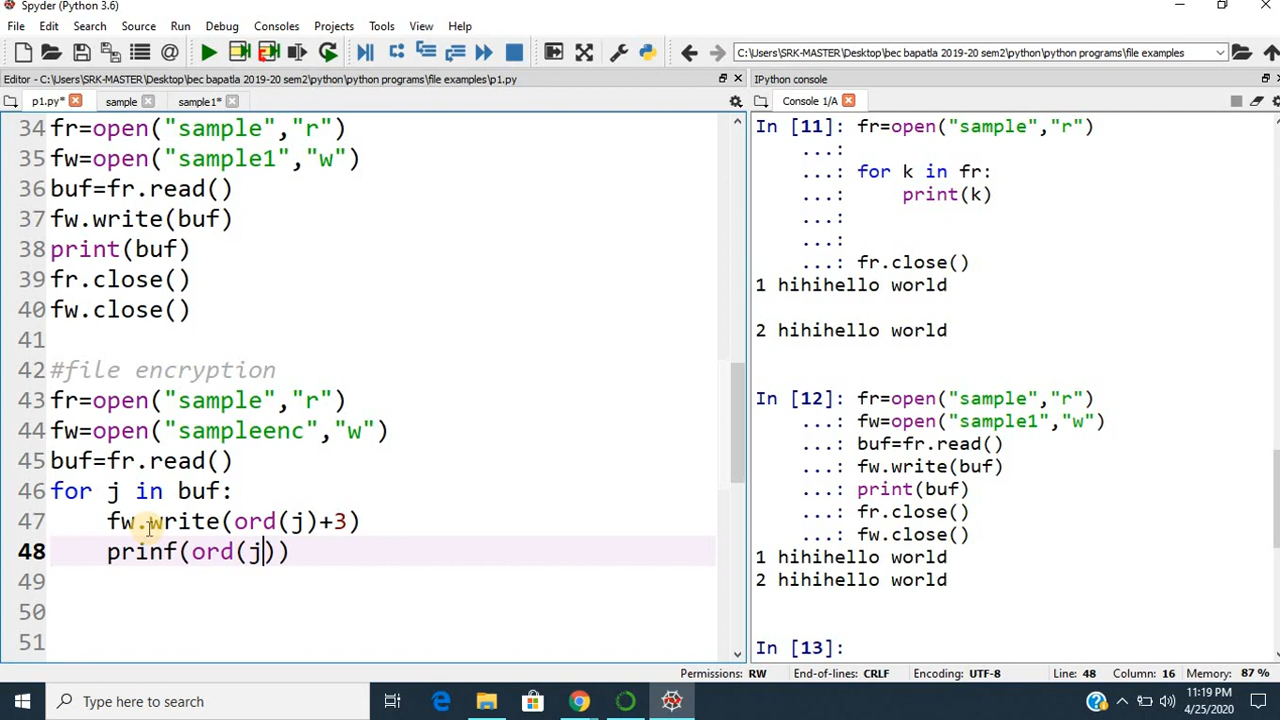 Spyder (Python 3.6)
File Edit Search Source Run Debug Consoles Projects Tools View Help
C:\Users\SRK-MASTER\Desktop\bec bapatla 2019-20 sem2\python\python programs\file examples
Editor - C:\Users\SRK-MASTER\Desktop\bec bapatla 2019-20 sem2\python\python programs\file examples\p1.py
p1.py* sample sample1*
34 fr=open("sample","r")
35 fw=open("sample1","w")
36 buf=fr.read()
37 fw.write(buf)
38 print(buf)
39 fr.close()
40 fw.close()
41
42 #file encryption
43 fr=open("sample","r")
44 fw=open("sampleenc","w")
45 buf=fr.read()
46 for j in buf:
47 fw.write(ord(j)+3)
48 prinf(ord(j))
49
50
51
IPython console
Console 1/A
In [11]: fr=open("sample","r")
...:
...: for k in fr:
...: print(k)
...:
...:
...: fr.close()
1 hihihello world
2 hihihello world
In [12]: fr=open("sample","r")
...: fw=open("sample1","w")
...: buf=fr.read()
...: fw.write(buf)
...: print(buf)
...: fr.close()
...: fw.close()
1 hihihello world
2 hihihello world
In [13]:
Permissions: RW End-of-lines: CRLF Encoding: UTF-8 Line: 48 Column: 16 Memory: 87 %
Type here to search
11:19 PM
4/25/2020